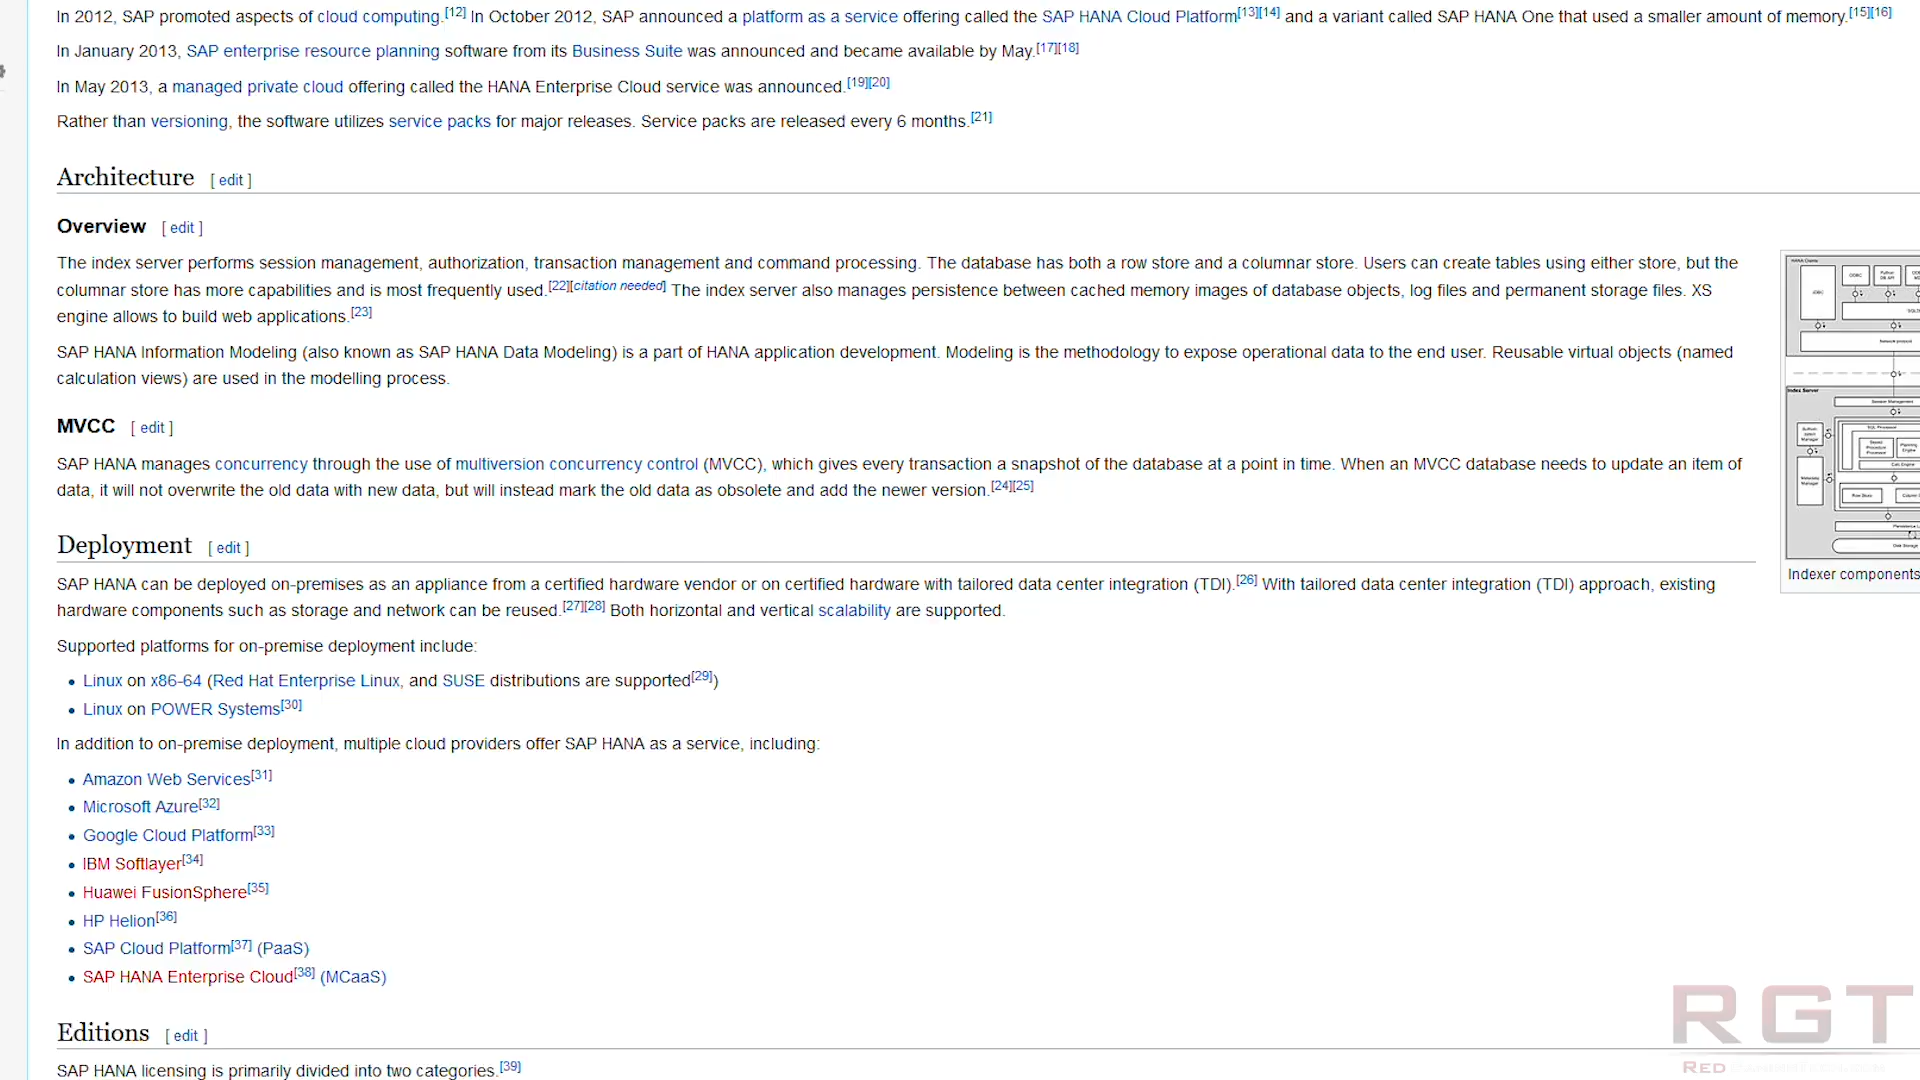 In 2012, SAP promoted aspects of cloud computing.[12] In October 2012, SAP announced a platform as a service offering called the SAP HANA Cloud Platform[13][14] and a variant called SAP HANA One that used a smaller amount of memory.[15][16]
In January 2013, SAP enterprise resource planning software from its Business Suite was announced and became available by May.[17][18]
In May 2013, a managed private cloud offering called the HANA Enterprise Cloud service was announced.[19][20]
Rather than versioning, the software utilizes service packs for major releases. Service packs are released every 6 months.[21]
Architecture [ edit ]
Overview [ edit ]
The index server performs session management, authorization, transaction management and command processing. The database has both a row store and a columnar store. Users can create tables using either store, but the
columnar store has more capabilities and is most frequently used.[22][citation needed] The index server also manages persistence between cached memory images of database objects, log files and permanent storage files. XS
engine allows to build web applications.[23]
SAP HANA Information Modeling (also known as SAP HANA Data Modeling) is a part of HANA application development. Modeling is the methodology to expose operational data to the end user. Reusable virtual objects (named
calculation views) are used in the modelling process.
MVCC [ edit ]
SAP HANA manages concurrency through the use of multiversion concurrency control (MVCC), which gives every transaction a snapshot of the database at a point in time. When an MVCC database needs to update an item of
data, it will not overwrite the old data with new data, but will instead mark the old data as obsolete and add the newer version.[24][25]
Indexer components
Deployment [ edit ]
SAP HANA can be deployed on-premises as an appliance from a certified hardware vendor or on certified hardware with tailored data center integration (TDI).[26] With tailored data center integration (TDI) approach, existing
hardware components such as storage and network can be reused.[27][28] Both horizontal and vertical scalability are supported.
Supported platforms for on-premise deployment include:
• Linux on x86-64 (Red Hat Enterprise Linux, and SUSE distributions are supported[29])
• Linux on POWER Systems[30]
In addition to on-premise deployment, multiple cloud providers offer SAP HANA as a service, including:
• Amazon Web Services[31]
• Microsoft Azure[32]
• Google Cloud Platform[33]
• IBM Softlayer[34]
• Huawei FusionSphere[35]
• HP Helion[36]
• SAP Cloud Platform[37] (PaaS)
• SAP HANA Enterprise Cloud[38] (MCaaS)
Editions [ edit ]
SAP HANA licensing is primarily divided into two categories.[39]
RGT
RED